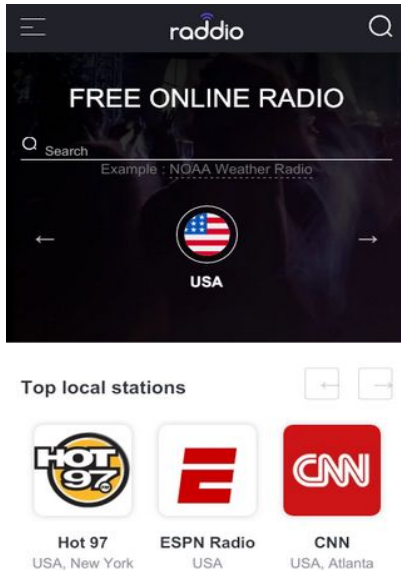 raddio
FREE ONLINE RADIO
Search
Example : NOAA Weather Radio
USA
Top local stations
HOT
97
FM
E
CNN
Hot 97
ESPN Radio
CNN
USA, New York
USA
USA, Atlanta